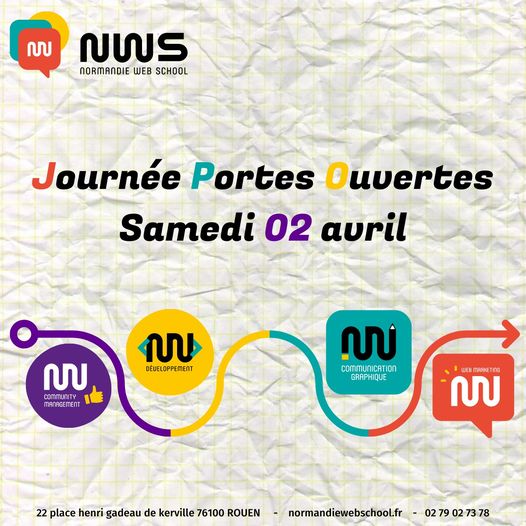 NWS
NORMANDIE WEB SCHOOL
Journée Portes Ouvertes
Samedi 02 avril
COMMUNITY
MANAGEMENT
DÉVELOPPEMENT
COMMUNICATION
GRAPHIQUE
WEB MARKETING
22 place henri gadeau de kerville 76100 ROUEN - normandiewebschool.fr - 02 79 02 73 78